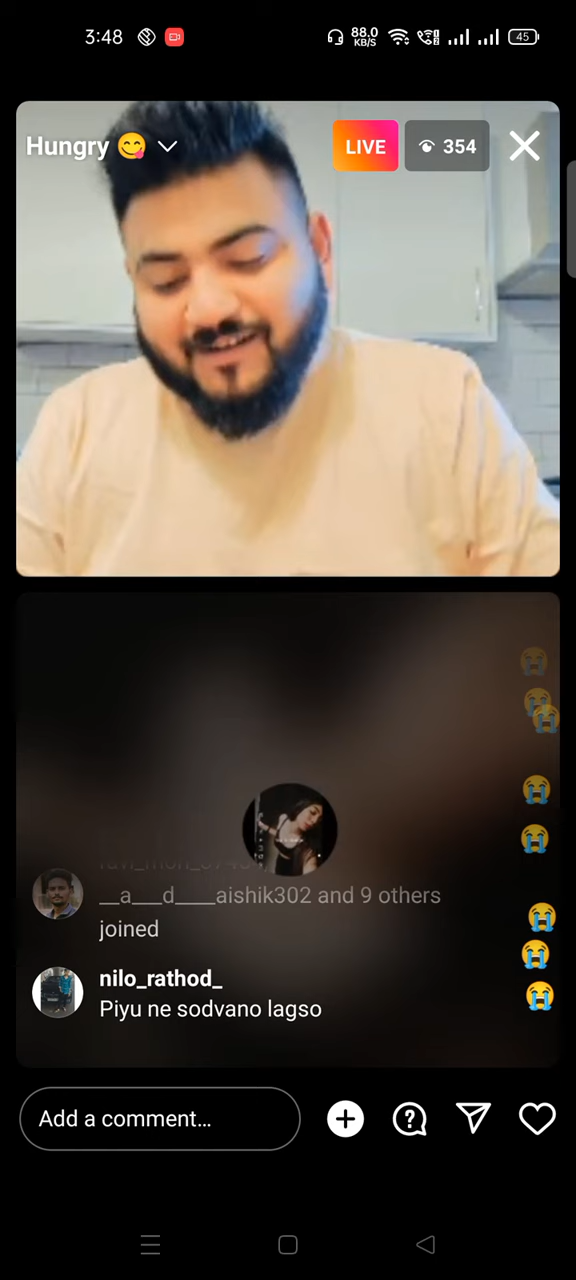 3:48
88.0
KB/S
45
Hungry 😋
LIVE
354
__a___d____aishik302 and 9 others
joined
nilo_rathod_
Piyu ne sodvano lagso
Add a comment...